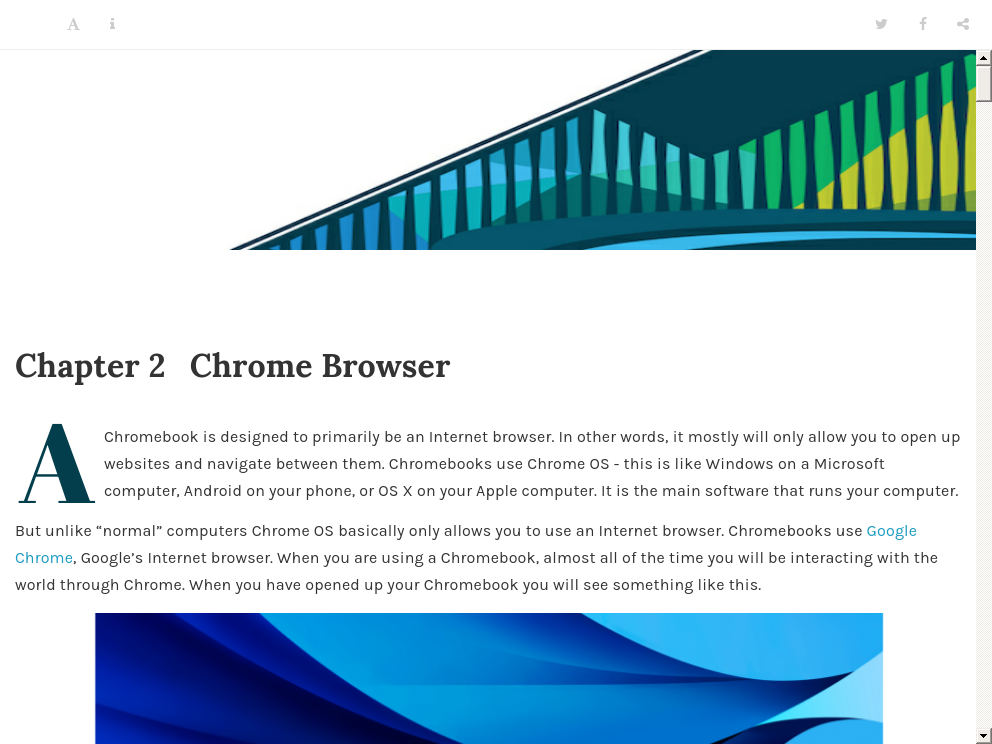 Chapter 2 Chrome Browser
A Chromebook is designed to primarily be an Internet browser. In other words, it mostly will only allow you to open up
websites and navigate between them. Chromebooks use Chrome OS - this is like Windows on a Microsoft
computer, Android on your phone, or OS X on your Apple computer. It is the main software that runs your computer.
But unlike “normal” computers Chrome OS basically only allows you to use an Internet browser. Chromebooks use Google
Chrome, Google’s Internet browser. When you are using a Chromebook, almost all of the time you will be interacting with the
world through Chrome. When you have opened up your Chromebook you will see something like this.